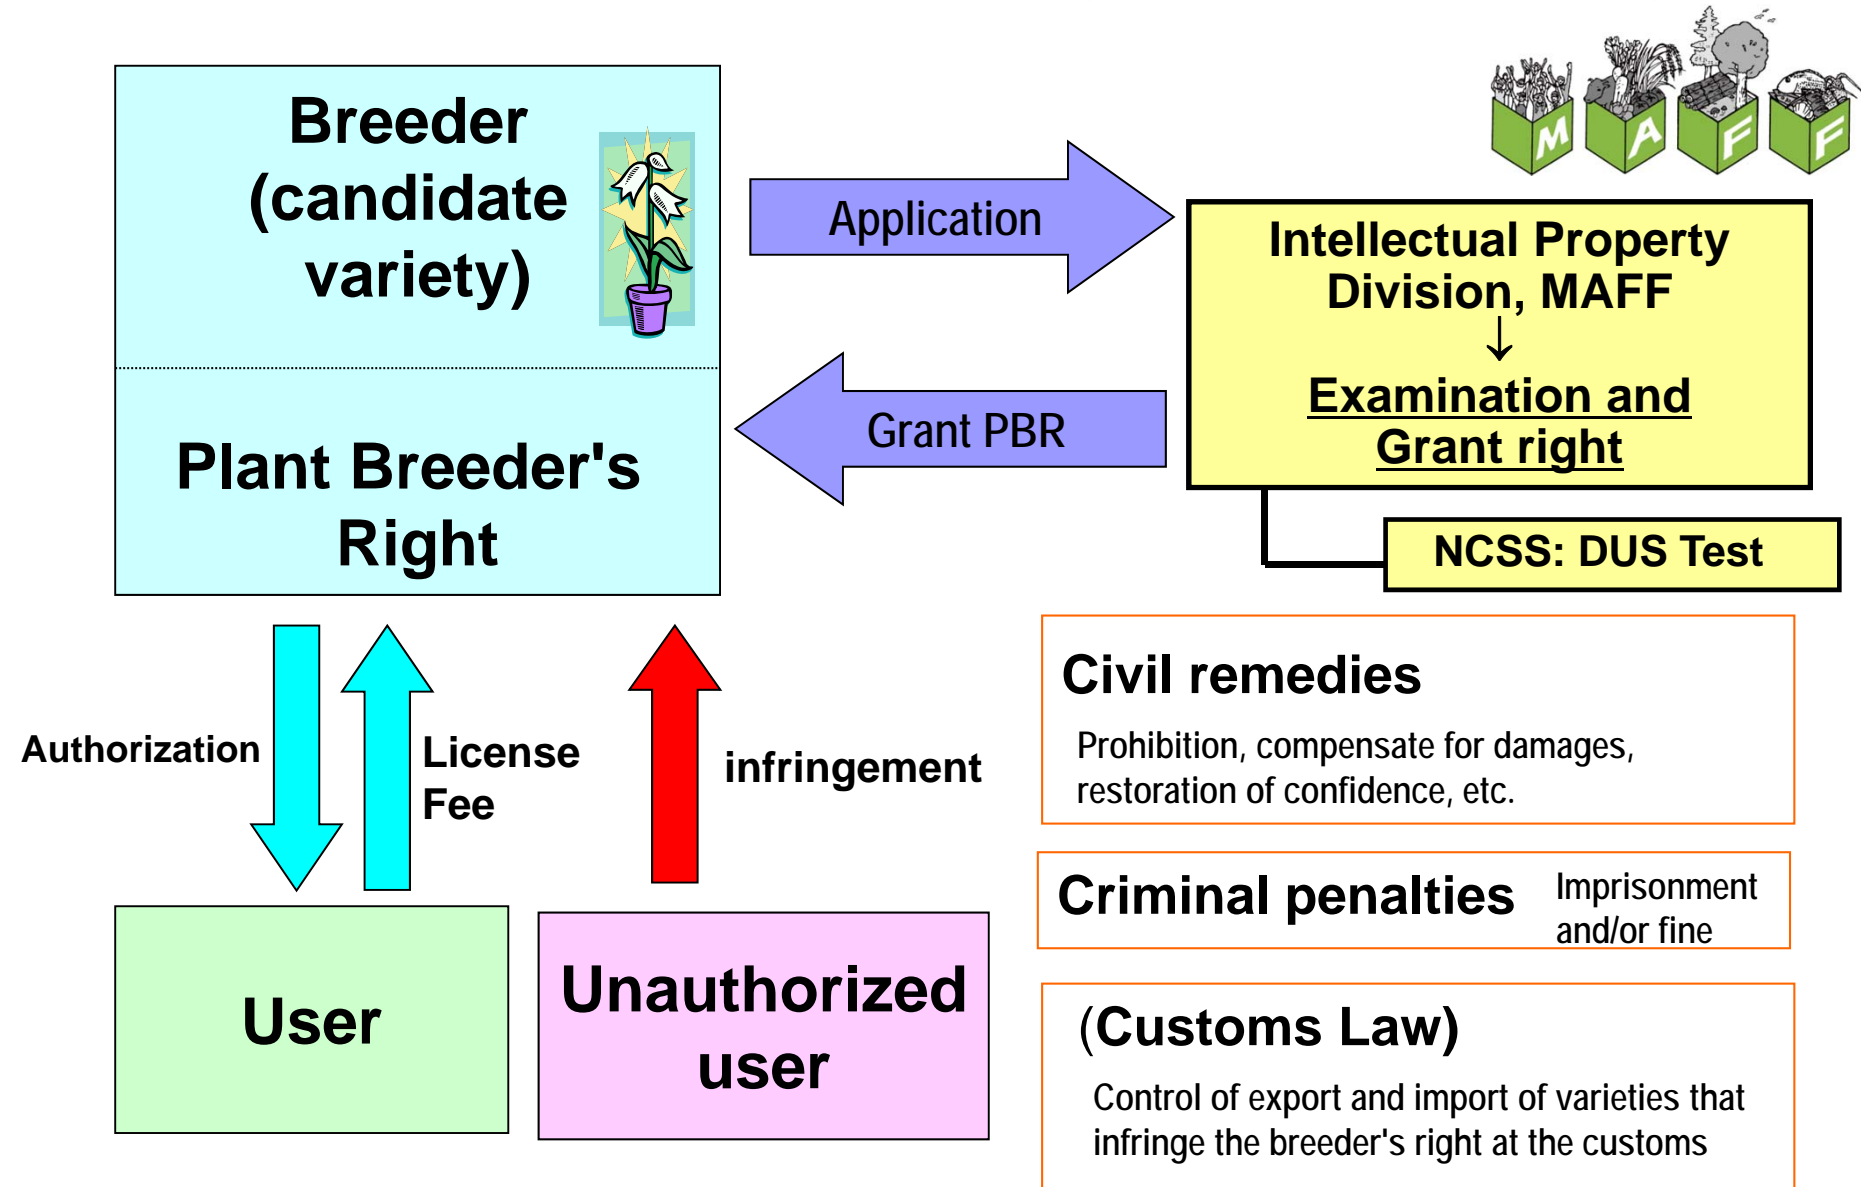 Breeder
(candidate
variety)
Plant Breeder's
Right
Application
Grant PBR
M A F F
Intellectual Property
Division, MAFF
↓
Examination and
Grant right
NCSS: DUS Test
Authorization
License
Fee
infringement
User
Unauthorized
user
Civil remedies
Prohibition, compensate for damages,
restoration of confidence, etc.
Criminal penalties
Imprisonment
and/or fine
(Customs Law)
Control of export and import of varieties that
infringe the breeder's right at the customs